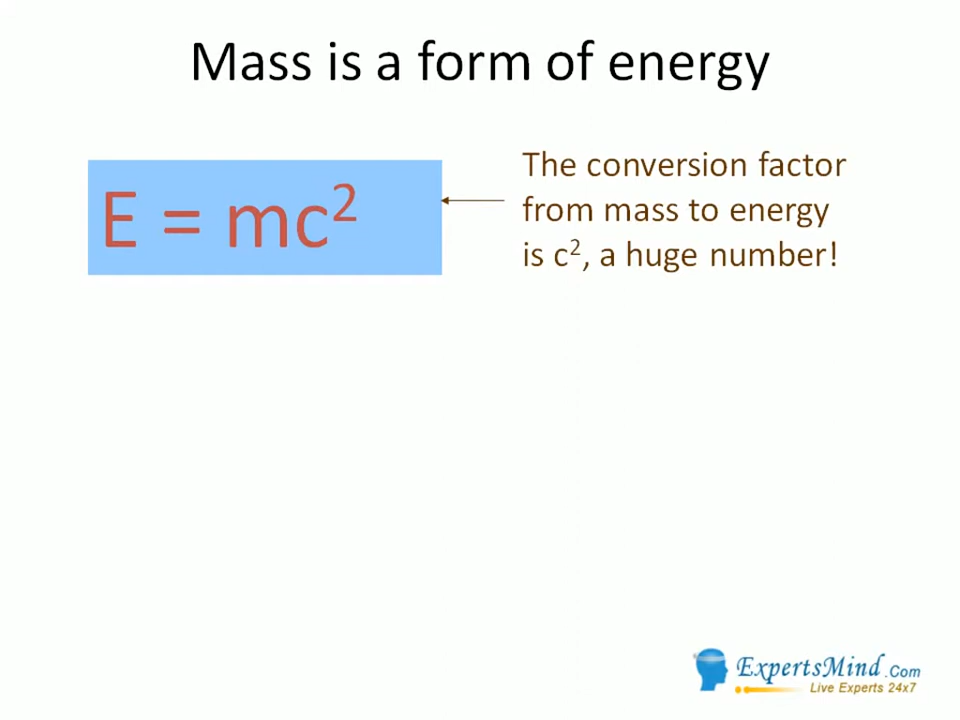 Mass is a form of energy
E = mc²
The conversion factor
from mass to energy
is c², a huge number!
ExpertsMind.Com
Live Experts 24x7